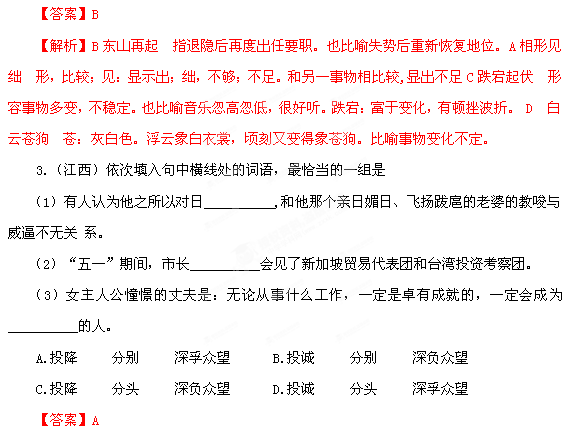 【答案】B
【解析】B东山再起 指退隐后再度出任要职。也比喻失势后重新恢复地位。A相形见
绌 形，比较；见：显示出；绌，不够，不足。和另一事物相比较,显出不足C跌宕起伏 形
容事物多变，不稳定。也比喻音乐忽高忽低，很好听。跌宕：富于变化，有顿挫波折。 D 白
云苍狗 苍：灰白色。浮云象白衣裳，顷刻又变得象苍狗。比喻事物变化不定。
3.（江西）依次填入句中横线处的词语，最恰当的一组是
（1）有人认为他之所以对日__________,和他那个亲日媚日、飞扬跋扈的老婆的教唆与
威逼不无关 系。
（2）“五一”期间，市长__________会见了新加坡贸易代表团和台湾投资考察团。
（3）女主人公憧憬的丈夫是：无论从事什么工作，一定是卓有成就的，一定会成为
__________的人。
A.投降 分别 深孚众望 B.投诚 分别 深负众望
C.投降 分头 深负众望 D.投诚 分头 深孚众望
【答案】A